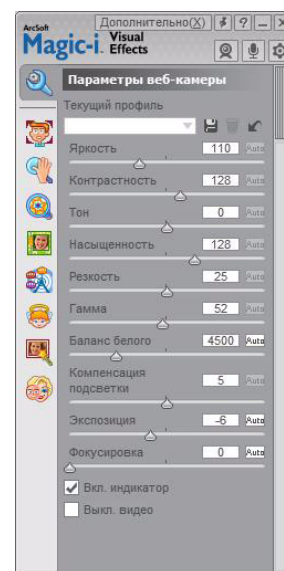 ArcSoft
Magic-i Visual Effects
Дополнительно(X) ?
Параметры веб-камеры
Текущий профиль
Яркость 110 Auto
Контрастность 128 Auto
Тон 0 Auto
Насыщенность 128 Auto
Резкость 25 Auto
Гамма 52 Auto
Баланс белого 4500 Auto
Компенсация
подсветки 5 Auto
Экспозиция -6 Auto
Фокусировка 0 Auto
Вкл. индикатор
Выкл. видео